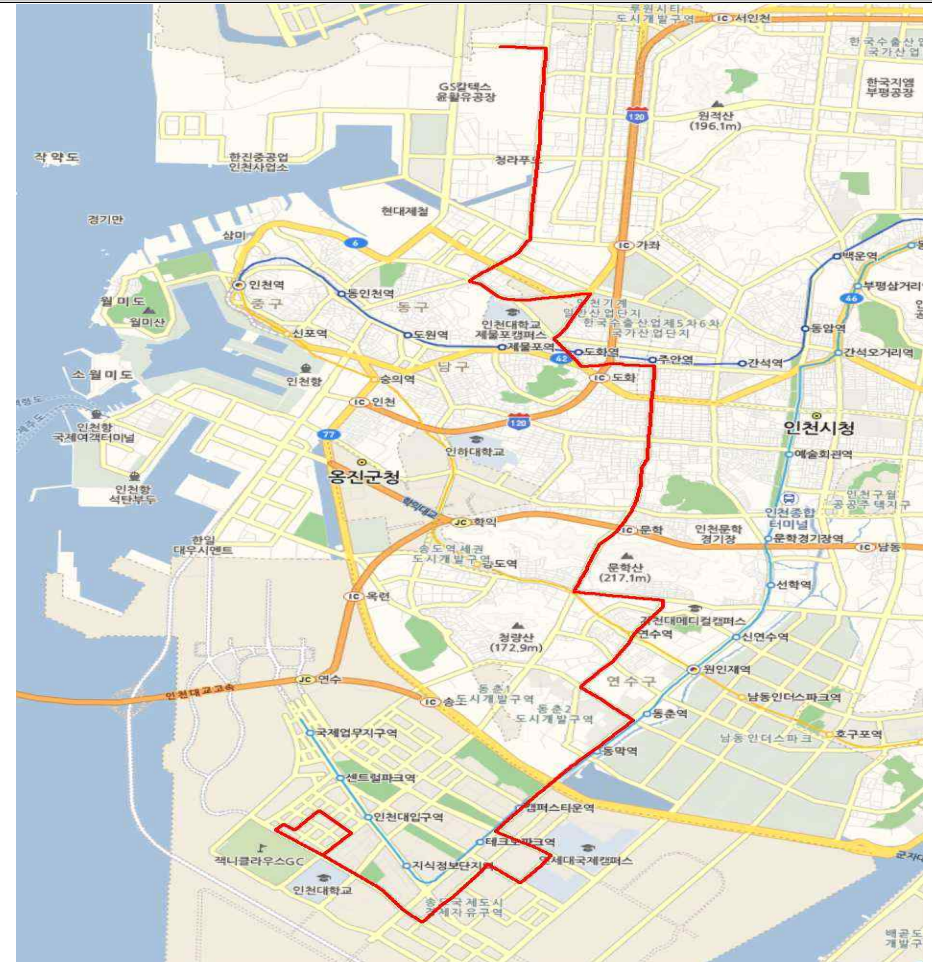 루원시티
도시개발구역
IC 서인천
한국수출산업
국가산업
GS칼텍스
윤활유공장
한국지엠
부평공장
120
원적산
(196.1m)
작약도
한진중공업
인천사업소
청라푸르
현대제철
경기만
삼미
6
IC 가좌
백운역
인천역
동인천역
부평삼거리역
월미도
중구
동구
46
월미산
인천기계
일반산업단지
인천대학교
제물포캠퍼스
한국수출산업제5차6차
국가산업단지
신포역
도원역
동암역
제물포역
42
도화역
주안역
간석역
간석오거리역
소월미도
인천항
숭의역
남구
IC 도화
IC 인천
인천항
국제여객터미널
77
120
인천시청
인하대학교
예술회관역
옹진군청
인천항
석탄부두
학익대교
인천종합
터미널
인천구월
공공주택지구
JC 학익
IC 문학
인천문학
경기장
문학경기장역
IC 남동
한일
대우시멘트
송도역세권
도시개발구역
송도역
문학산
(217.1m)
선학역
IC 옥련
가천대메디컬캠퍼스
청량산
(172.9m)
연수역
신연수역
원인재역
JC 연수
연수구
인천대교고속
IC 송도
동춘1
도시개발구역
남동인더스파크역
동춘2
도시개발구역
동춘역
국제업무지구역
남동인더스파크
호구포역
동막역
센트럴파크역
캠퍼스타운역
인천대입구역
테크노파크역
잭니클라우스GC
지식정보단지역
연세대국제캠퍼스
인천대학교
송도국제도시
경제자유구역
배곧도
개발구